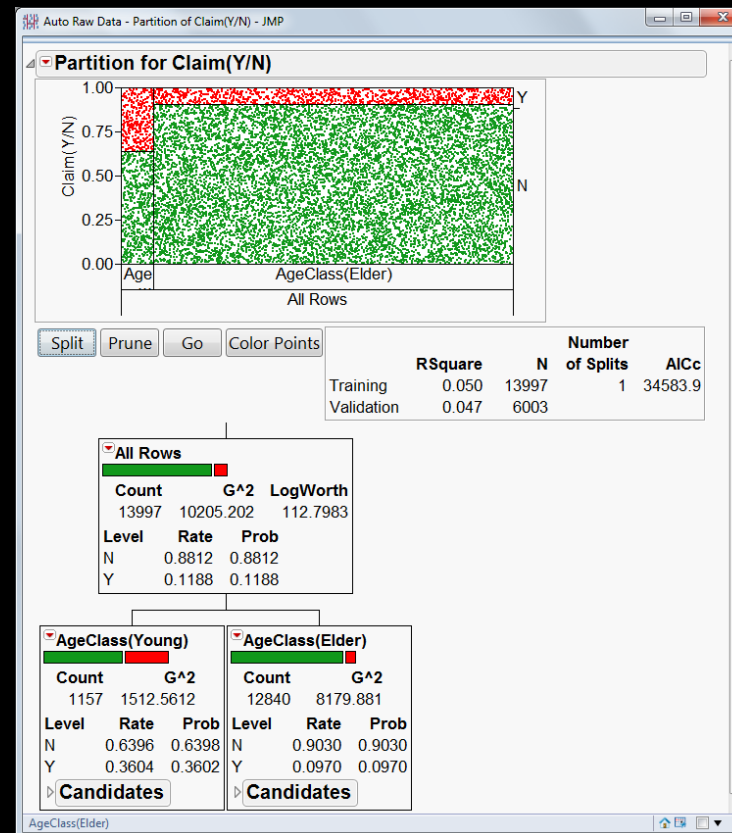 Auto Raw Data - Partition of Claim(Y/N) - JMP
Partition for Claim(Y/N)
1.00
0.75
0.50
0.25
0.00
Claim(Y/N)
Y
N
Age ... AgeClass(Elder)
All Rows
Split Prune Go Color Points
Number
RSquare N of Splits AICc
Training 0.050 13997 1 34583.9
Validation 0.047 6003
All Rows
Count G^2 LogWorth
13997 10205.202 112.7983
Level Rate Prob
N 0.8812 0.8812
Y 0.1188 0.1188
AgeClass(Young)
Count G^2
1157 1512.5612
Level Rate Prob
N 0.6396 0.6398
Y 0.3604 0.3602
Candidates
AgeClass(Elder)
Count G^2
12840 8179.881
Level Rate Prob
N 0.9030 0.9030
Y 0.0970 0.0970
Candidates
AgeClass(Elder)